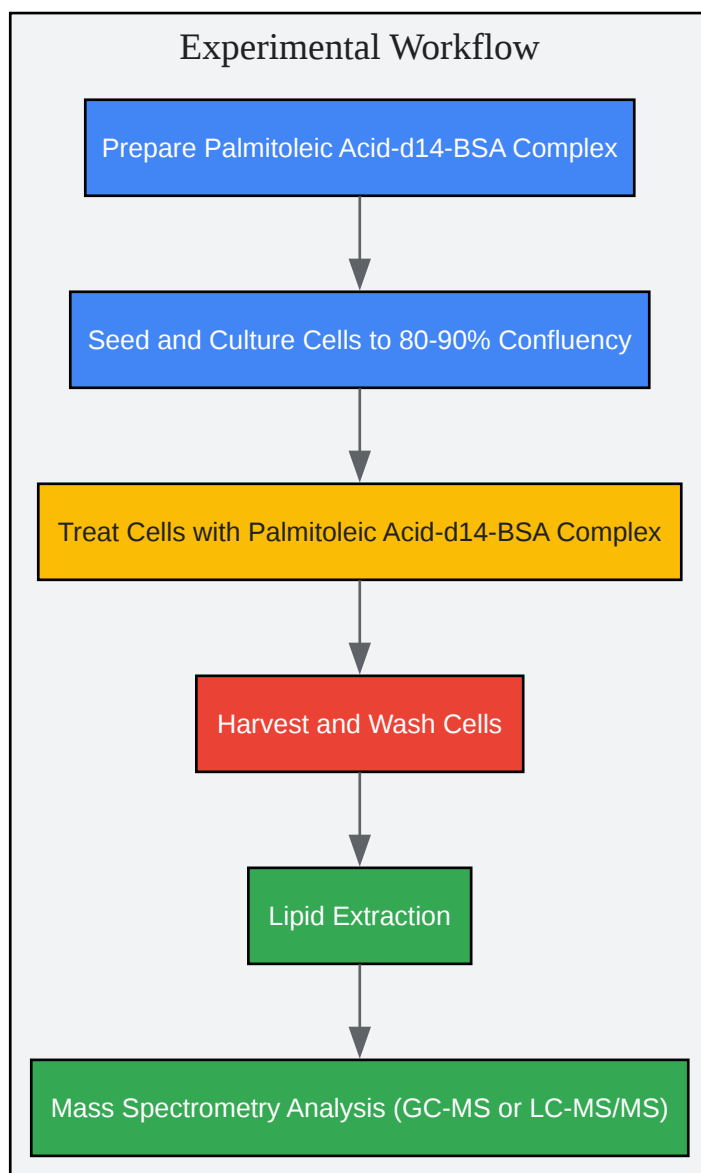 Experimental Workflow
Prepare Palmitoleic Acid-d14-BSA Complex
Seed and Culture Cells to 80-90% Confluency
Treat Cells with Palmitoleic Acid-d14-BSA Complex
Harvest and Wash Cells
Lipid Extraction
Mass Spectrometry Analysis (GC-MS or LC-MS/MS)